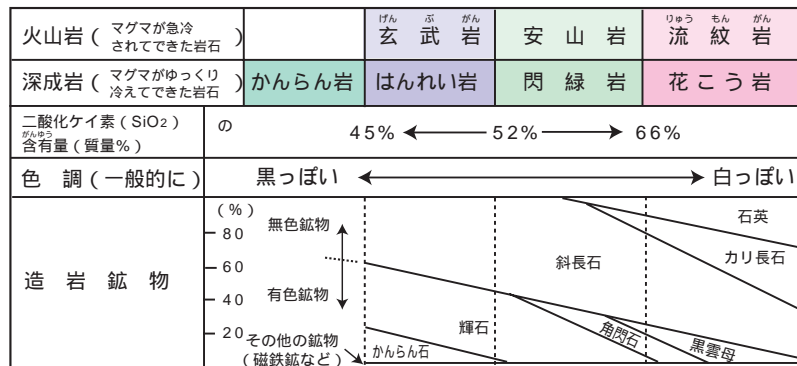 火山岩(マグマが急冷されてできた岩石) 玄武岩 安山岩 流紋岩
げん ぶ がん りゅう もん がん
深成岩(マグマがゆっくり冷えてできた岩石) かんらん岩 はんれい岩 閃緑岩 花こう岩
二酸化ケイ素(SiO2)の
がんゆう
含有量(質量%) 45% 52% 66%
色調(一般的に) 黒っぽい 白っぽい
造岩鉱物
(%)
80
60
40
20
無色鉱物
有色鉱物
その他の鉱物
(磁鉄鉱など)
かんらん石
輝石
斜長石
角閃石
黒雲母
石英
カリ長石